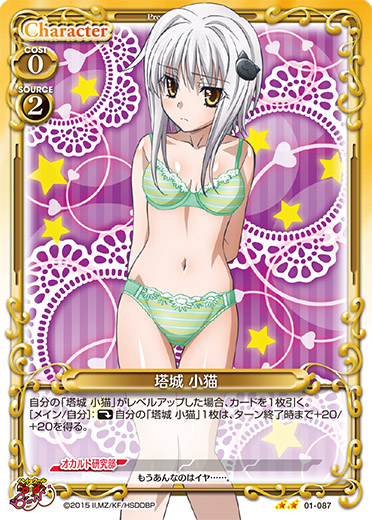 Character
COST
0
SOURCE
2
塔城 小猫
自分の「塔城 小猫」がレベルアップした場合、カードを1枚引く。
[メイン/自分]:自分の「塔城 小猫」1枚は、ターン終了時まで+20/
+20を得る。
オカルト研究部
もうあんなのはイヤ……。
©2015 II,MZ/KF/HSDDBP
01-087